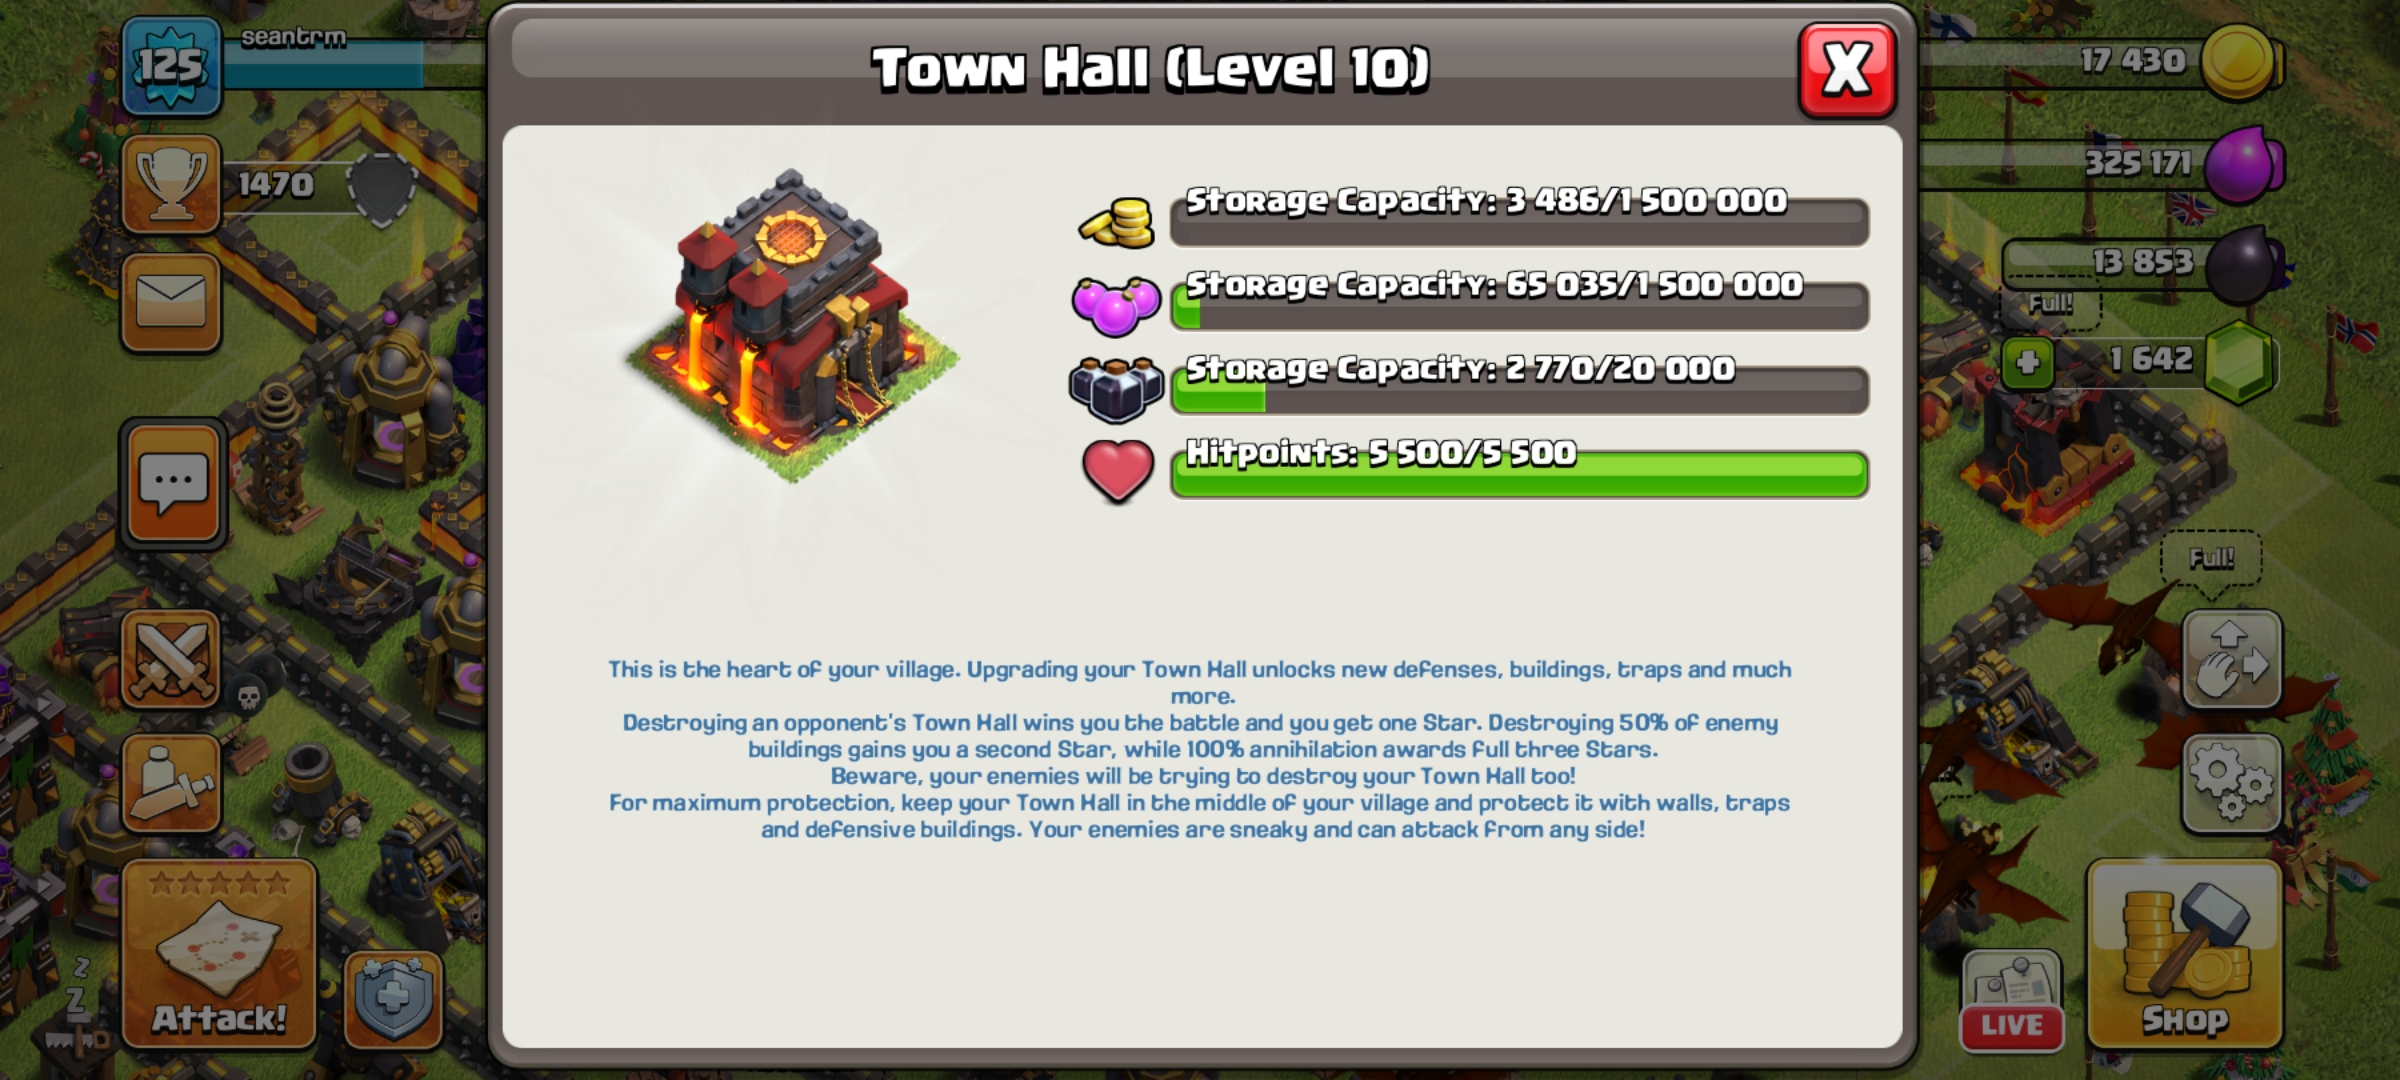 125
seantrm
Town Hall (Level 10)
X
17 430
1470
Storage Capacity: 3 486/1 500 000
325 171
Storage Capacity: 65 035/1 500 000
13 853
Full!
Storage Capacity: 2 770/20 000
1 642
Hitpoints: 5 500/5 500
Full!
This is the heart of your village. Upgrading your Town Hall unlocks new defenses, buildings, traps and much
more.
Destroying an opponent's Town Hall wins you the battle and you get one Star. Destroying 50% of enemy
buildings gains you a second Star, while 100% annihilation awards full three Stars.
Beware, your enemies will be trying to destroy your Town Hall too!
For maximum protection, keep your Town Hall in the middle of your village and protect it with walls, traps
and defensive buildings. Your enemies are sneaky and can attack from any side!
z
Z
Attack!
LIVE
Shop